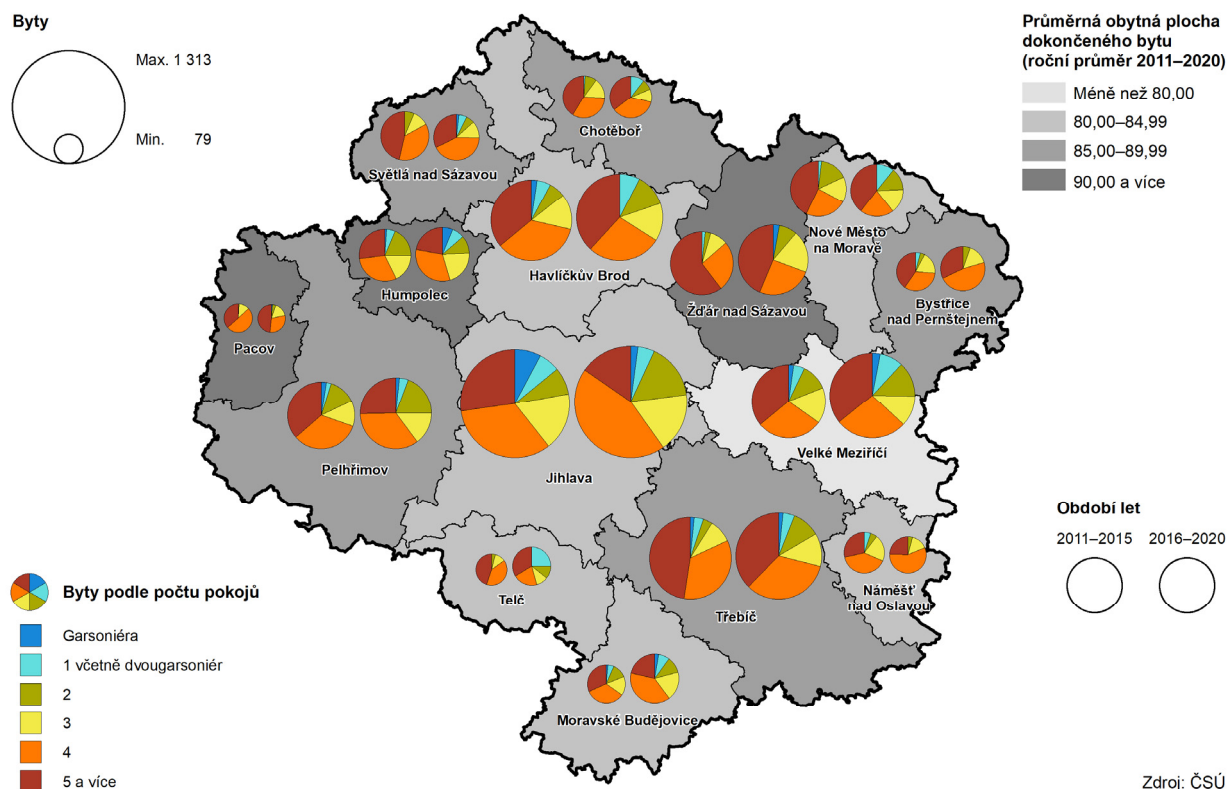 Byty
Max. 1 313
Min. 79
Průměrná obytná plocha
dokončeného bytu
(roční průměr 2011–2020)
Méně než 80,00
80,00–84,99
85,00–89,99
90,00 a více
Chotěboř
Světlá nad Sázavou
Nové Město
na Moravě
Havlíčkův Brod
Žďár nad Sázavou
Humpolec
Bystřice
nad Pernštejnem
Pacov
Pelhřimov
Jihlava
Velké Meziříčí
Telč
Třebíč
Náměšť
nad Oslavou
Moravské Budějovice
Období let
2011–2015
2016–2020
Byty podle počtu pokojů
Garsoniéra
1 včetně dvougarsoniér
2
3
4
5 a více
Zdroj: ČSÚ